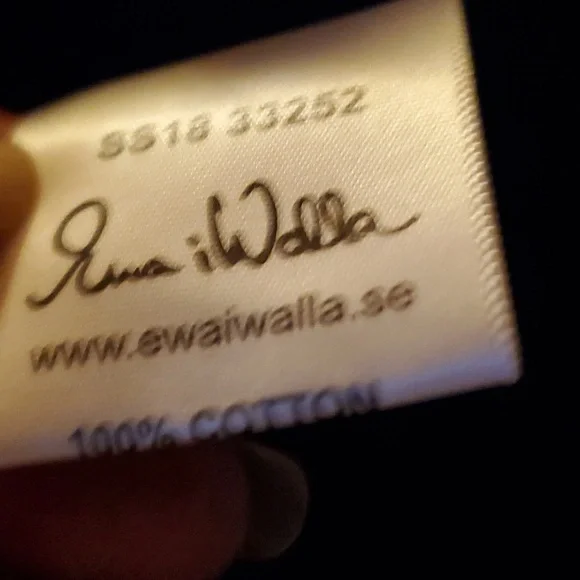 SS18 33252
Ewa i Walla
www.ewaiwalla.se
100% COTTON